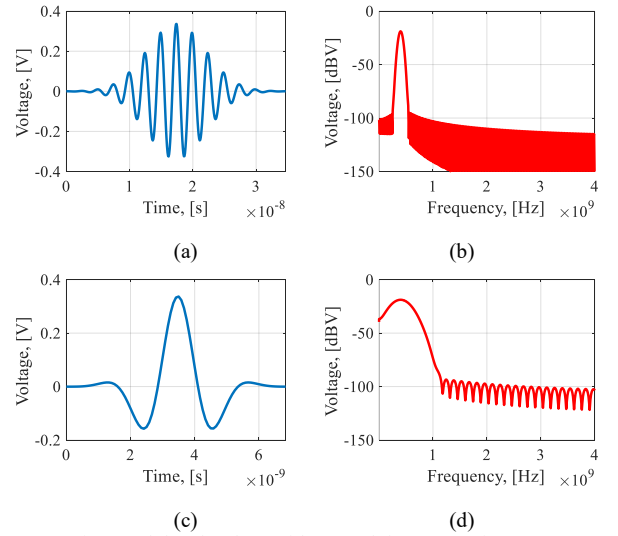 0.4
0.2
0
-0.2
-0.4
Voltage, [V]
0 1 2 3
Time, [s]
×10-8
(a)
0
-50
-100
-150
Voltage, [dBV]
0 1 2 3 4
Frequency, [Hz]
×109
(b)
0.4
0.2
0
-0.2
Voltage, [V]
0 2 4 6
Time, [s]
×10-9
(c)
0
-50
-100
-150
Voltage, [dBV]
0 1 2 3 4
Frequency, [Hz]
×109
(d)